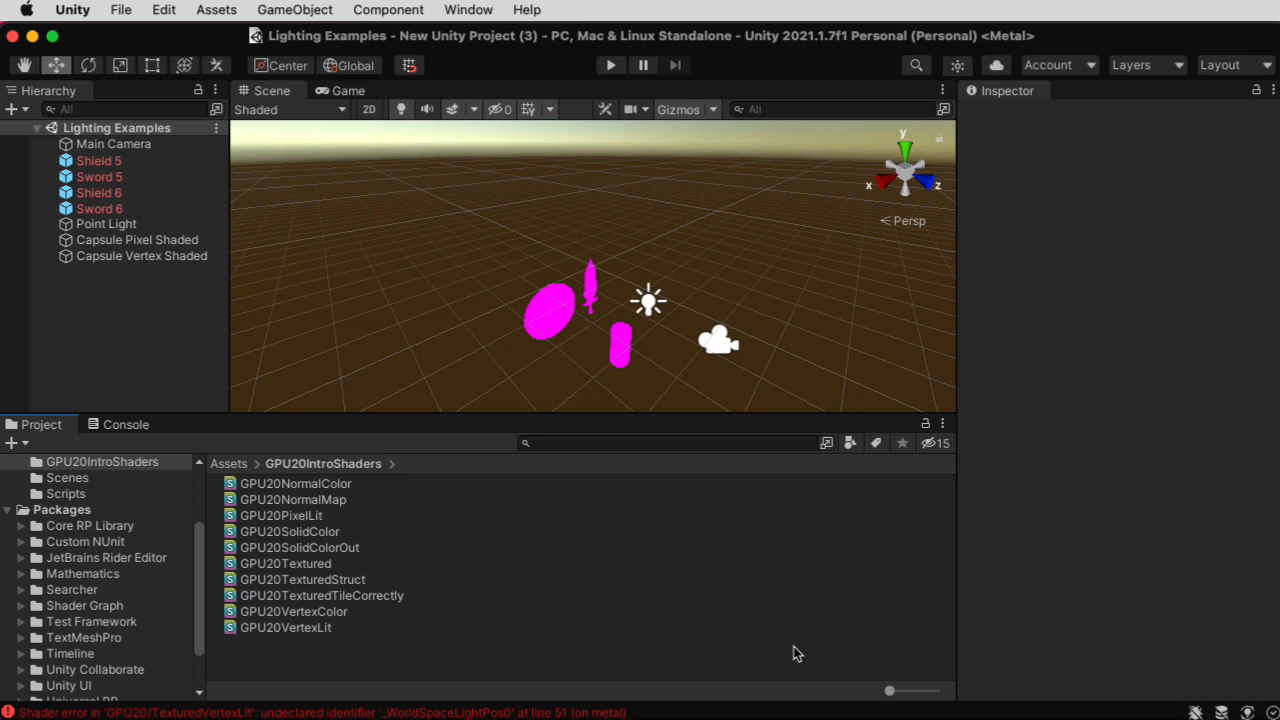 Unity File Edit Assets GameObject Component Window Help
Lighting Examples - New Unity Project (3) - PC, Mac & Linux Standalone - Unity 2021.1.7f1 Personal (Personal) <Metal>
Center Global Account Layers Layout
Hierarchy Scene Game Inspector
All Shaded 2D 0 Gizmos All
Lighting Examples
Main Camera
Shield 5
Sword 5
Shield 6
Sword 6
Point Light
Capsule Pixel Shaded
Capsule Vertex Shaded
y
x z
Persp
Project Console
15
GPU20IntroShaders
Scenes
Scripts
Packages
Core RP Library
Custom NUnit
JetBrains Rider Editor
Mathematics
Searcher
Shader Graph
Test Framework
TextMeshPro
Timeline
Unity Collaborate
Unity UI
Assets > GPU20IntroShaders >
GPU20NormalColor
GPU20NormalMap
GPU20PixelLit
GPU20SolidColor
GPU20SolidColorOut
GPU20Textured
GPU20TexturedStruct
GPU20TexturedTileCorrectly
GPU20VertexColor
GPU20VertexLit
Shader error in 'GPU20/TexturedVertexLit': undeclared identifier '_WorldSpaceLightPos0' at line 51 (on metal)